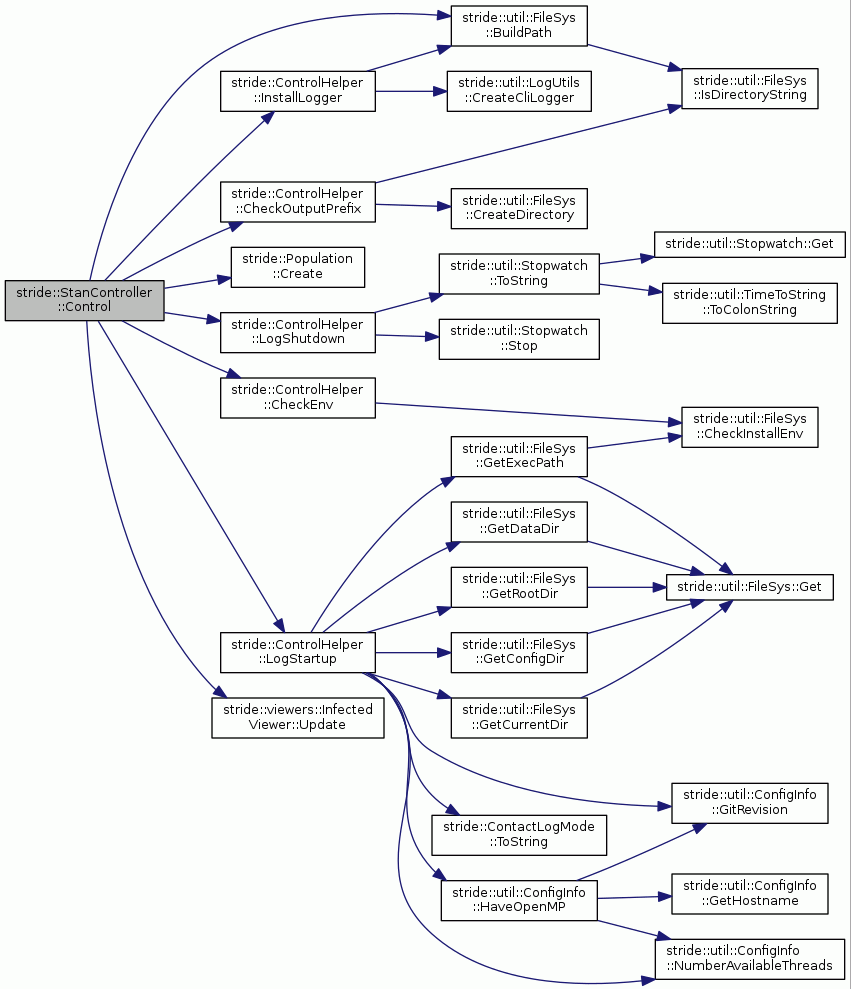 stride::util::FileSys
::BuildPath
stride::ControlHelper
::InstallLogger
stride::util::LogUtils
::CreateCliLogger
stride::util::FileSys
::IsDirectoryString
stride::ControlHelper
::CheckOutputPrefix
stride::util::FileSys
::CreateDirectory
stride::Population
::Create
stride::util::Stopwatch
::ToString
stride::util::Stopwatch::Get
stride::util::TimeToString
::ToColonString
stride::StanController
::Control
stride::ControlHelper
::LogShutdown
stride::util::Stopwatch
::Stop
stride::ControlHelper
::CheckEnv
stride::util::FileSys
::CheckInstallEnv
stride::util::FileSys
::GetExecPath
stride::util::FileSys
::GetDataDir
stride::util::FileSys
::GetRootDir
stride::util::FileSys::Get
stride::ControlHelper
::LogStartup
stride::util::FileSys
::GetConfigDir
stride::viewers::Infected
Viewer::Update
stride::util::FileSys
::GetCurrentDir
stride::util::ConfigInfo
::GitRevision
stride::ContactLogMode
::ToString
stride::util::ConfigInfo
::HaveOpenMP
stride::util::ConfigInfo
::GetHostname
stride::util::ConfigInfo
::NumberAvailableThreads